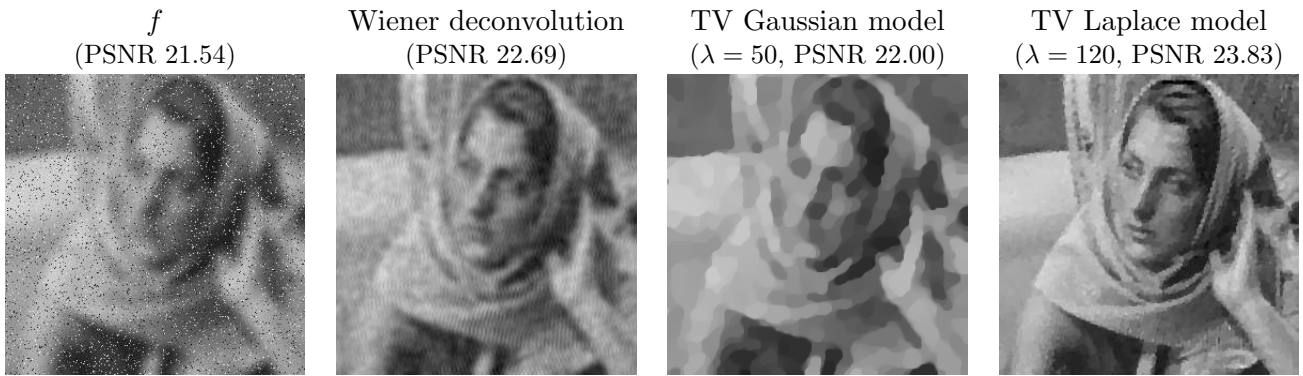 f
(PSNR 21.54)
Wiener deconvolution
(PSNR 22.69)
TV Gaussian model
(λ = 50, PSNR 22.00)
TV Laplace model
(λ = 120, PSNR 23.83)